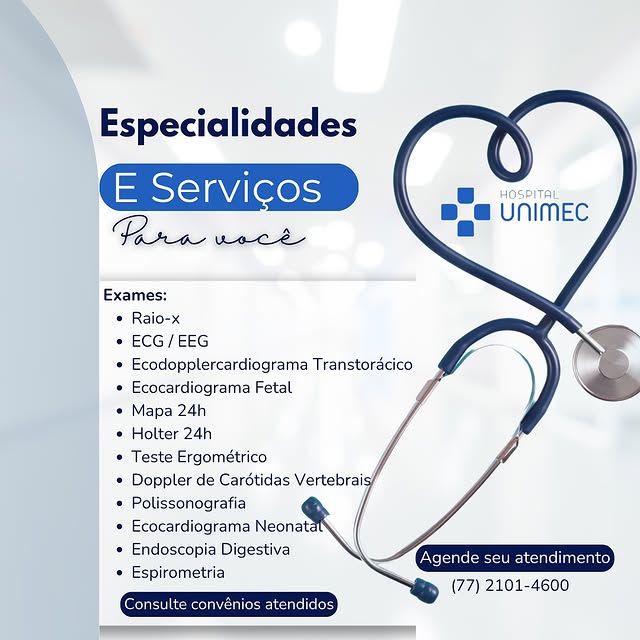 Especialidades
E Serviços
Para você
HOSPITAL
UNIMEC
Exames:
• Raio-x
• ECG / EEG
• Ecodopplercardiograma Transtorácico
• Ecocardiograma Fetal
• Mapa 24h
• Holter 24h
• Teste Ergométrico
• Doppler de Carótidas Vertebrais
• Polissonografia
• Ecocardiograma Neonatal
• Endoscopia Digestiva
• Espirometria
Consulte convênios atendidos
Agende seu atendimento
(77) 2101-4600